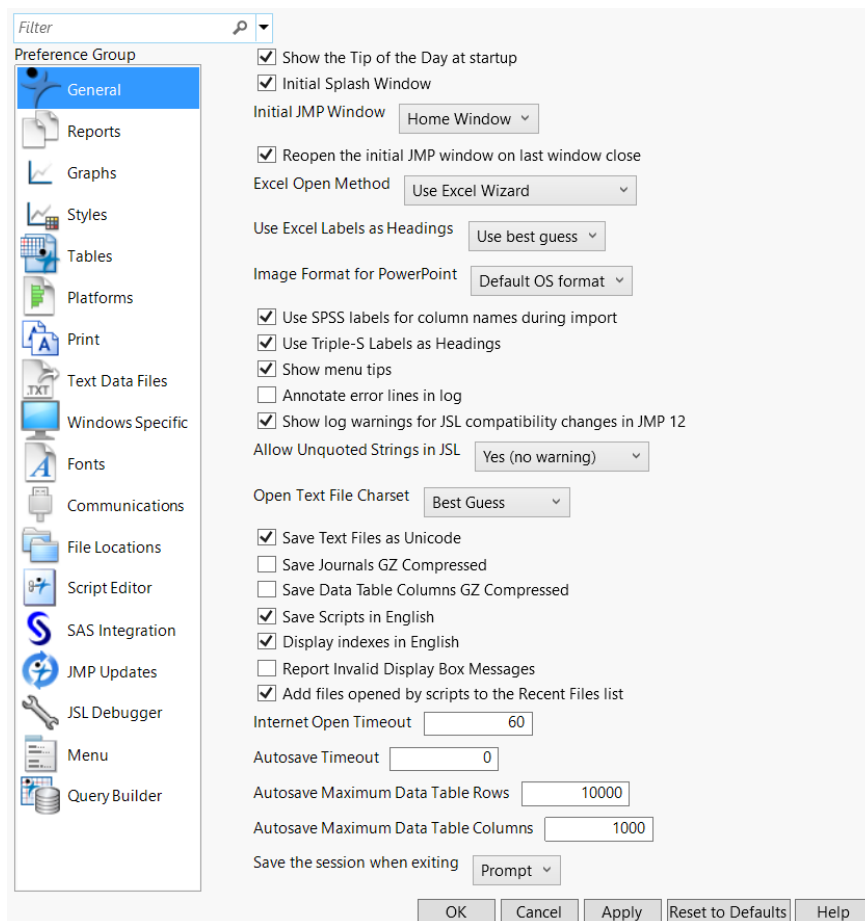 Filter
Preference Group
General
Reports
Graphs
Styles
Tables
Platforms
Print
.TXT
Text Data Files
Windows Specific
Fonts
Communications
File Locations
Script Editor
SAS Integration
JMP Updates
JSL Debugger
Menu
Query Builder
Show the Tip of the Day at startup
Initial Splash Window
Initial JMP Window Home Window
Reopen the initial JMP window on last window close
Excel Open Method Use Excel Wizard
Use Excel Labels as Headings Use best guess
Image Format for PowerPoint Default OS format
Use SPSS labels for column names during import
Use Triple-S Labels as Headings
Show menu tips
Annotate error lines in log
Show log warnings for JSL compatibility changes in JMP 12
Allow Unquoted Strings in JSL Yes (no warning)
Open Text File Charset Best Guess
Save Text Files as Unicode
Save Journals GZ Compressed
Save Data Table Columns GZ Compressed
Save Scripts in English
Display indexes in English
Report Invalid Display Box Messages
Add files opened by scripts to the Recent Files list
Internet Open Timeout 60
Autosave Timeout 0
Autosave Maximum Data Table Rows 10000
Autosave Maximum Data Table Columns 1000
Save the session when exiting Prompt
OK Cancel Apply Reset to Defaults Help